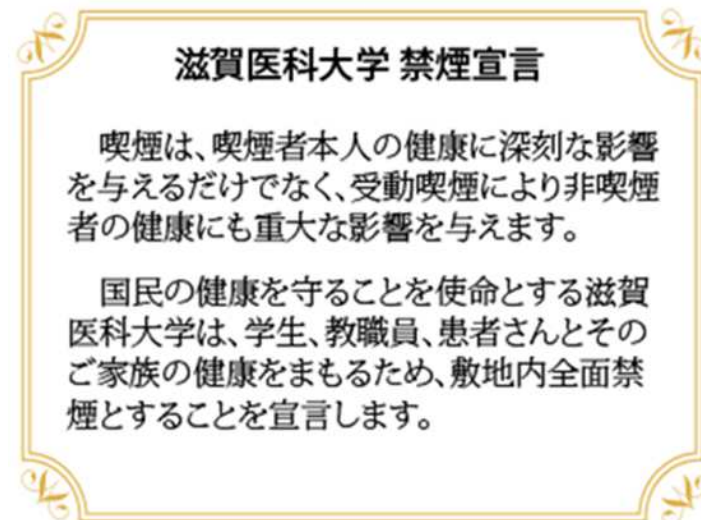 滋賀医科大学 禁煙宣言
喫煙は、喫煙者本人の健康に深刻な影響
を与えるだけでなく、受動喫煙により非喫煙
者の健康にも重大な影響を与えます。
国民の健康を守ることを使命とする滋賀
医科大学は、学生、教職員、患者さんとその
ご家族の健康をまもるため、敷地内全面禁
煙とすることを宣言します。